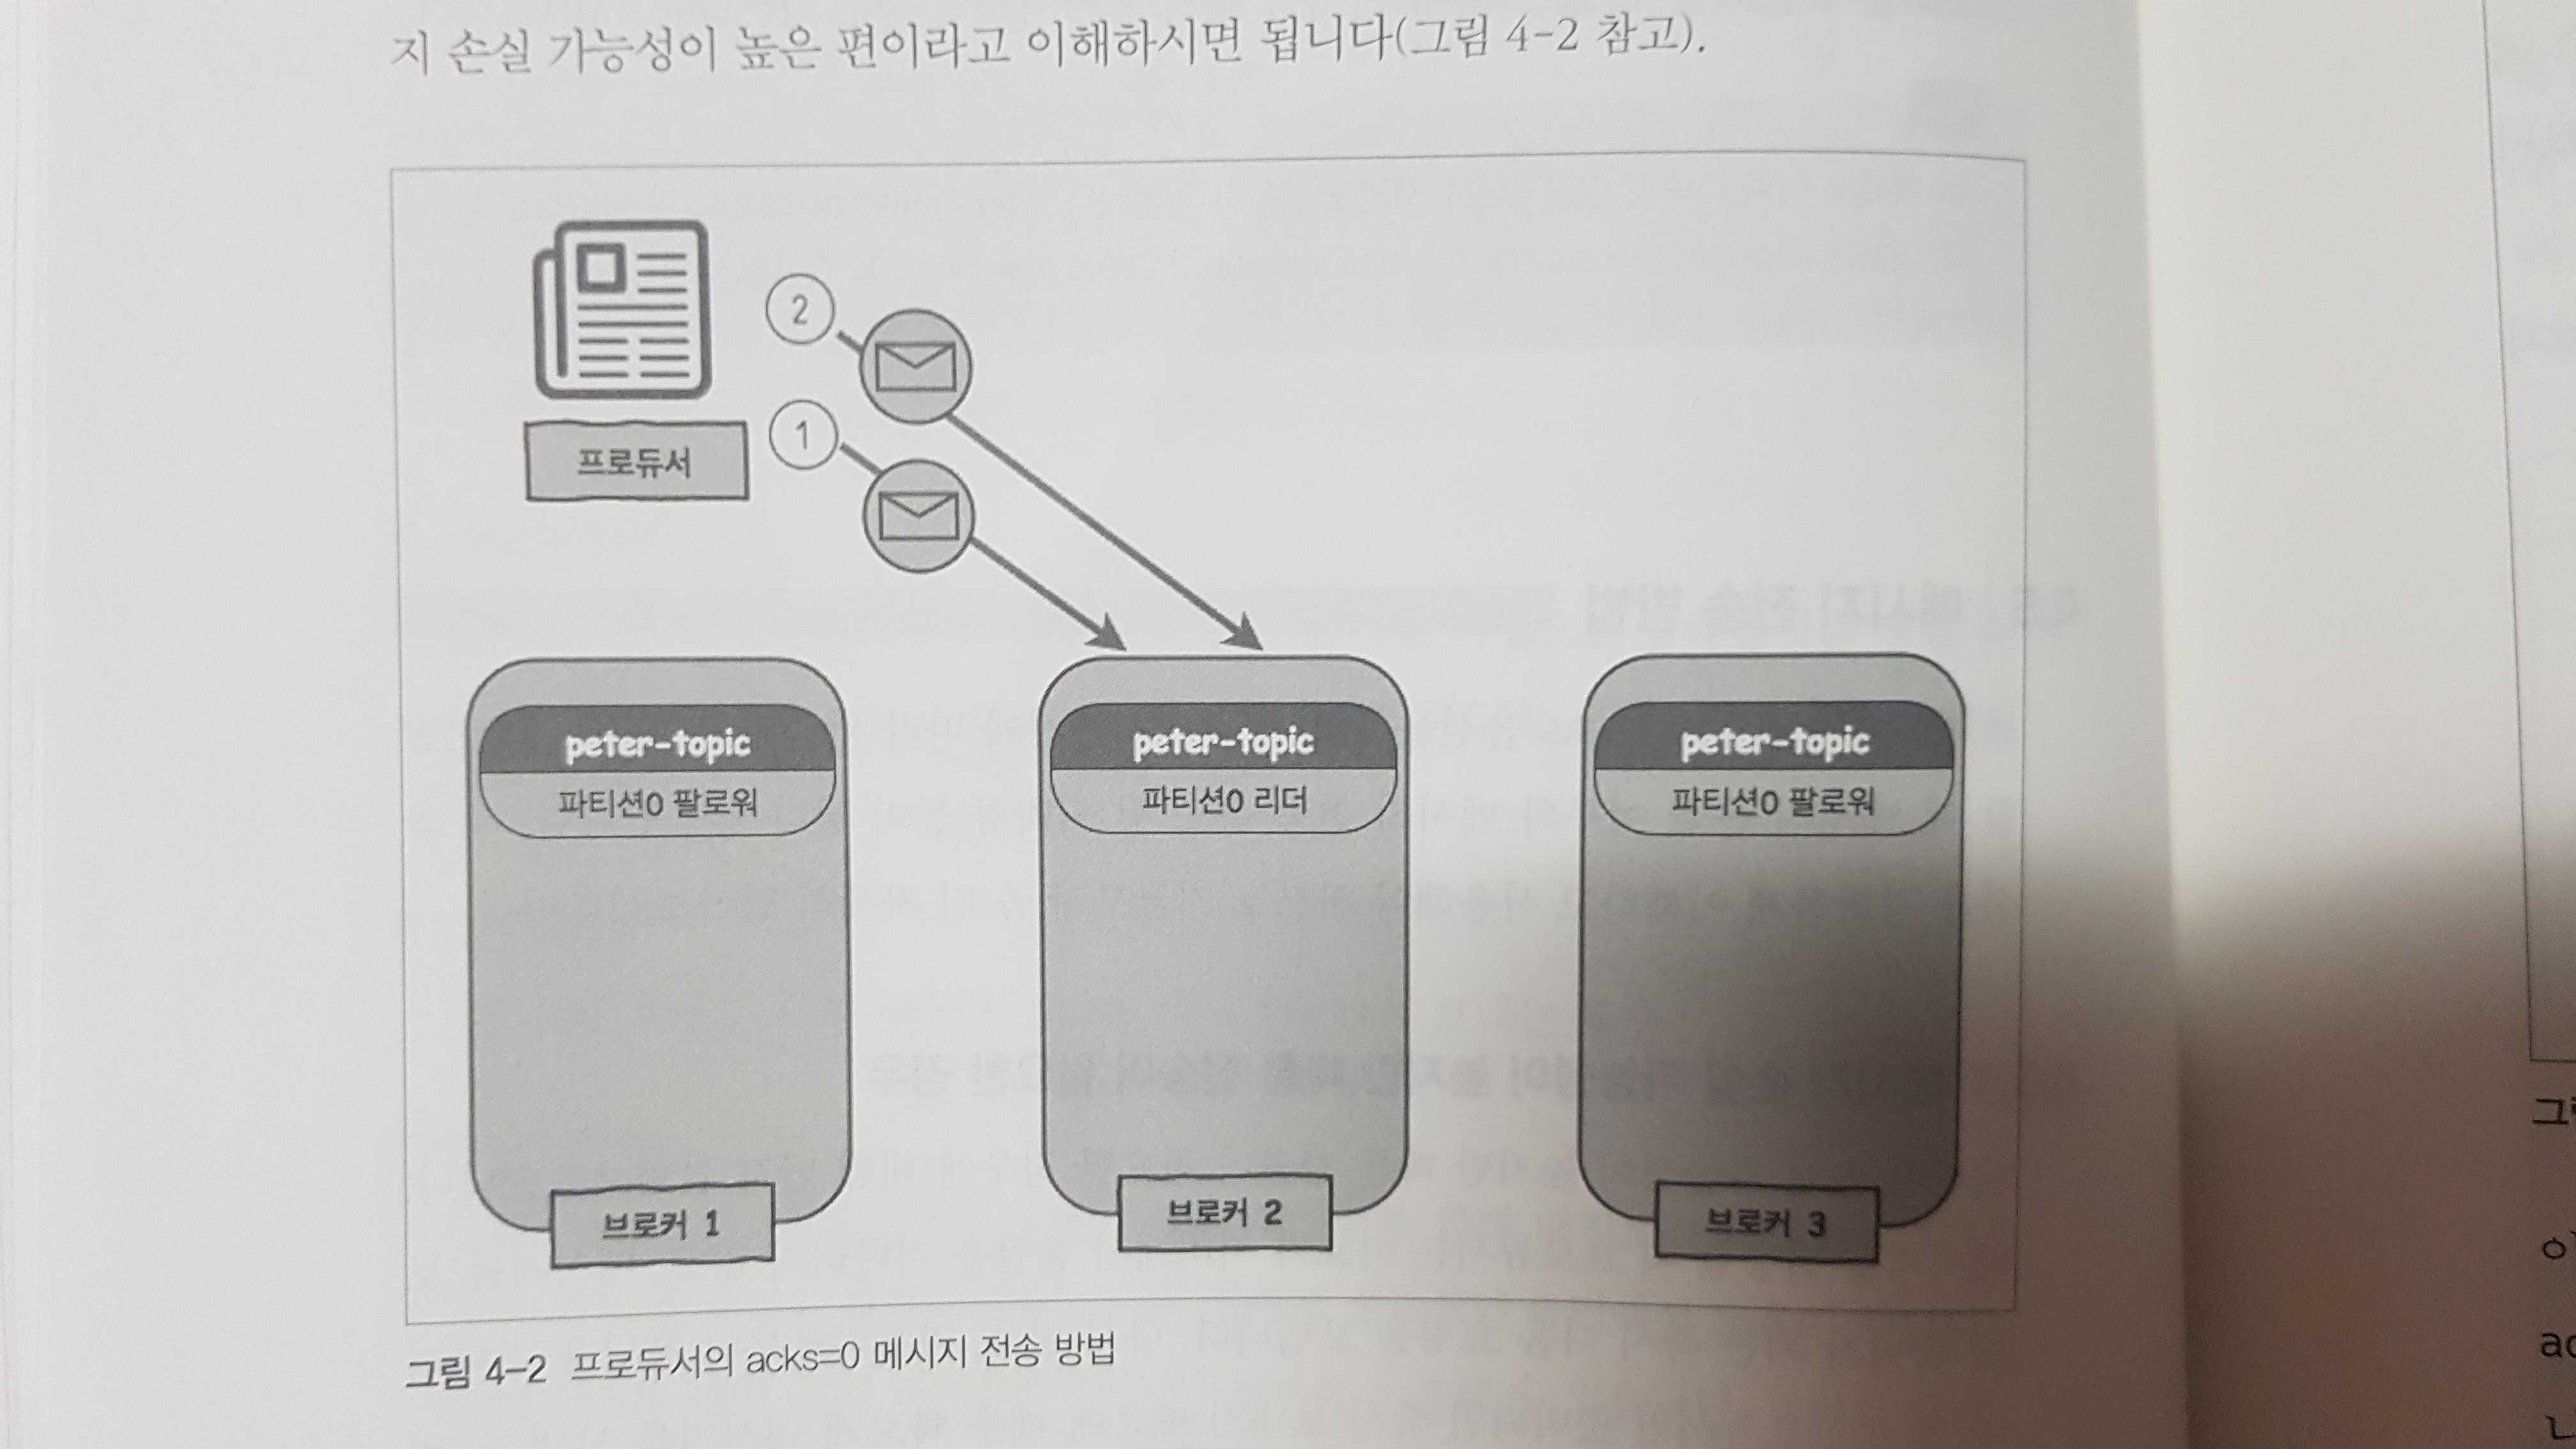 지 손실 가능성이 높은 편이라고 이해하시면 됩니다(그림 4-2 참고).
2
1
프로듀서
peter-topic
파티션0 팔로워
브로커 1
peter-topic
파티션0 리더
브로커 2
peter-topic
파티션0 팔로워
브로커 3
그림 4-2 프로듀서의 acks=0 메시지 전송 방법